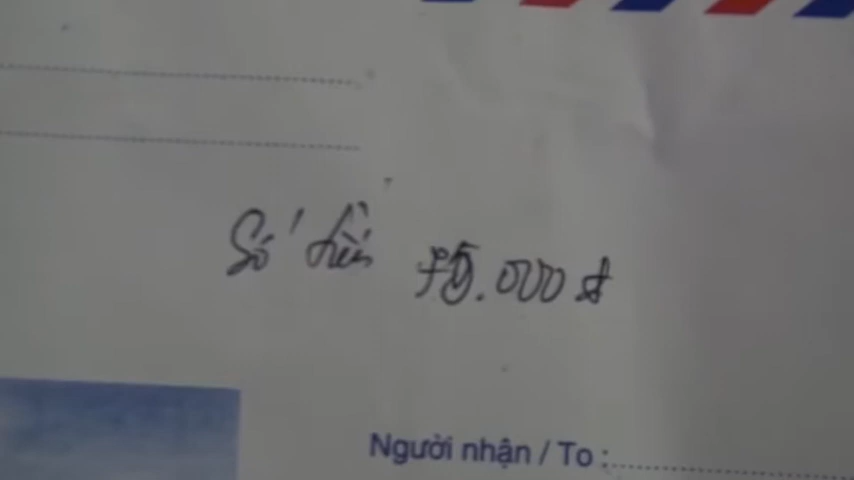 Số tiền 75.000 đ
Người nhận / To :